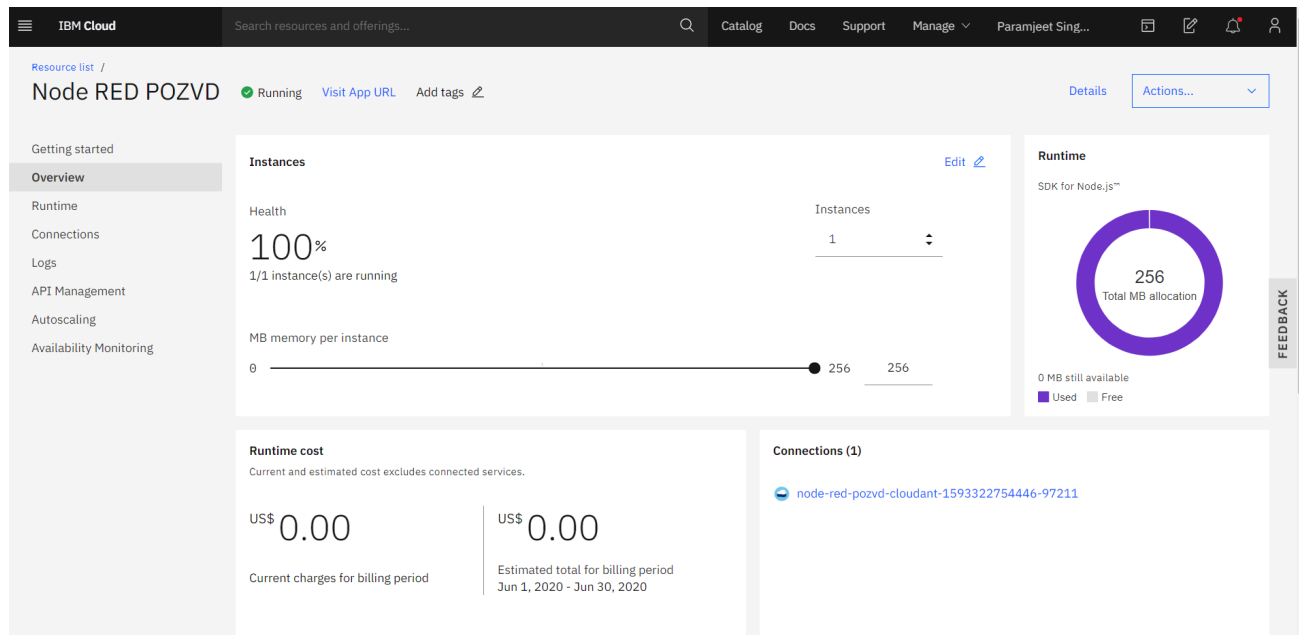 IBM Cloud
Search resources and offerings...
Catalog
Docs
Support
Manage
Paramjeet Sing...
Resource list /
Node RED POZVD
Running
Visit App URL
Add tags
Details
Actions...
Getting started
Overview
Runtime
Connections
Logs
API Management
Autoscaling
Availability Monitoring
Instances
Edit
Health
100%
1/1 instance(s) are running
Instances
1
MB memory per instance
0
256
256
Runtime
SDK for Node.js™
256
Total MB allocation
0 MB still available
Used
Free
FEEDBACK
Runtime cost
Current and estimated cost excludes connected services.
US$ 0.00
Current charges for billing period
US$ 0.00
Estimated total for billing period
Jun 1, 2020 - Jun 30, 2020
Connections (1)
node-red-pozvd-cloudant-1593322754446-97211